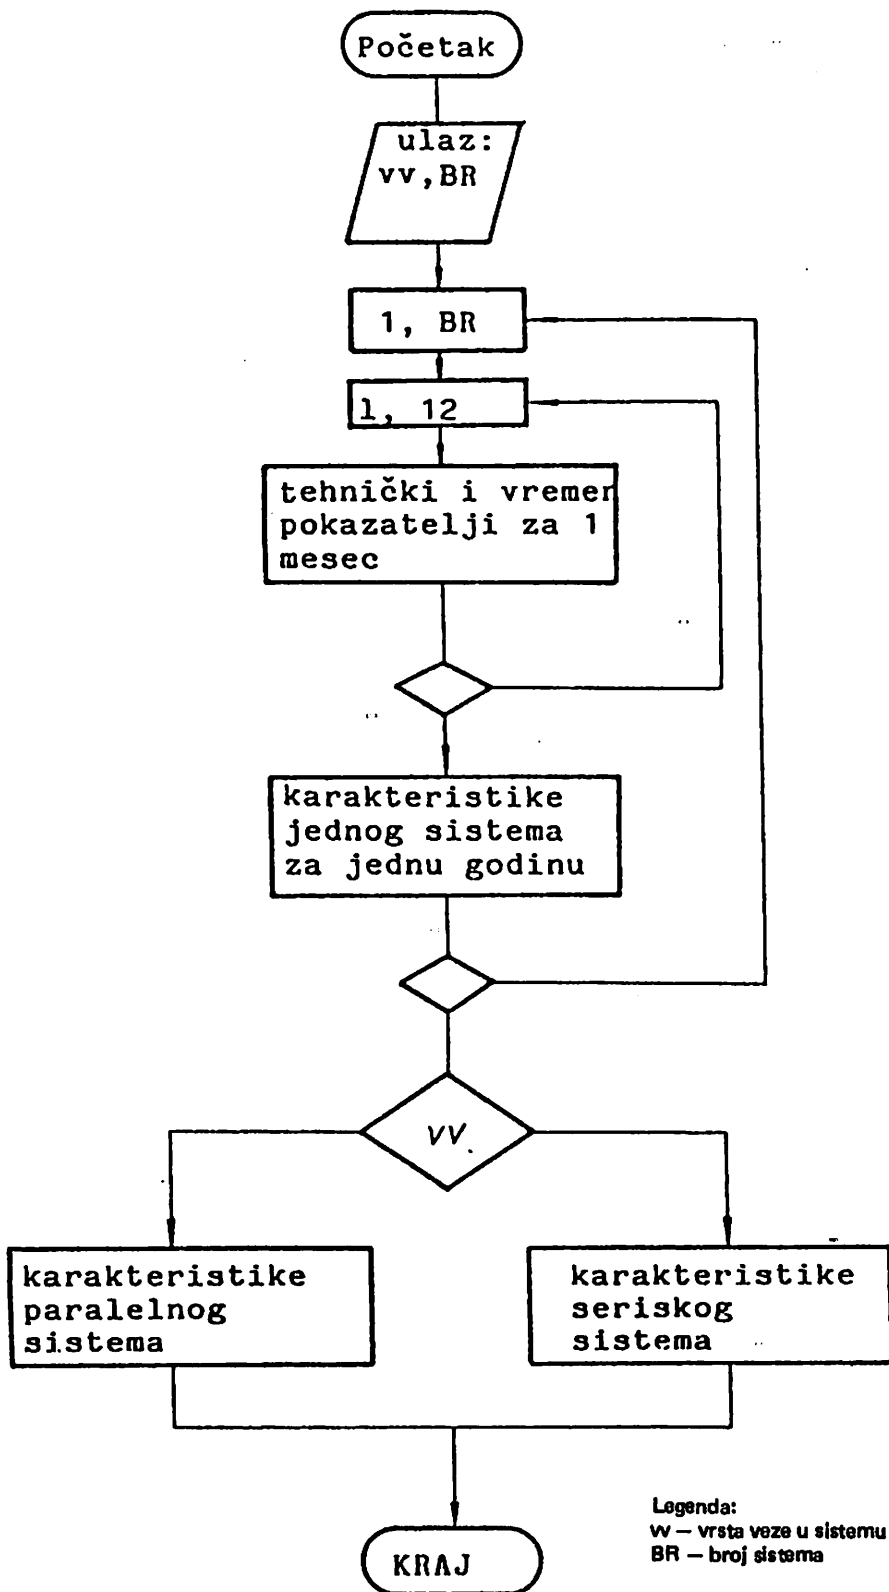 Početak
ulaz:
vv,BR
1, BR
1, 12
tehnički i vremen
pokazatelji za 1
mesec
karakteristike
jednog sistema
za jednu godinu
VV.
karakteristike
paralelnog
sistema
karakteristike
seriskog
sistema
KRAJ
Legenda:
vv – vrsta veze u sistemu
BR – broj sistema